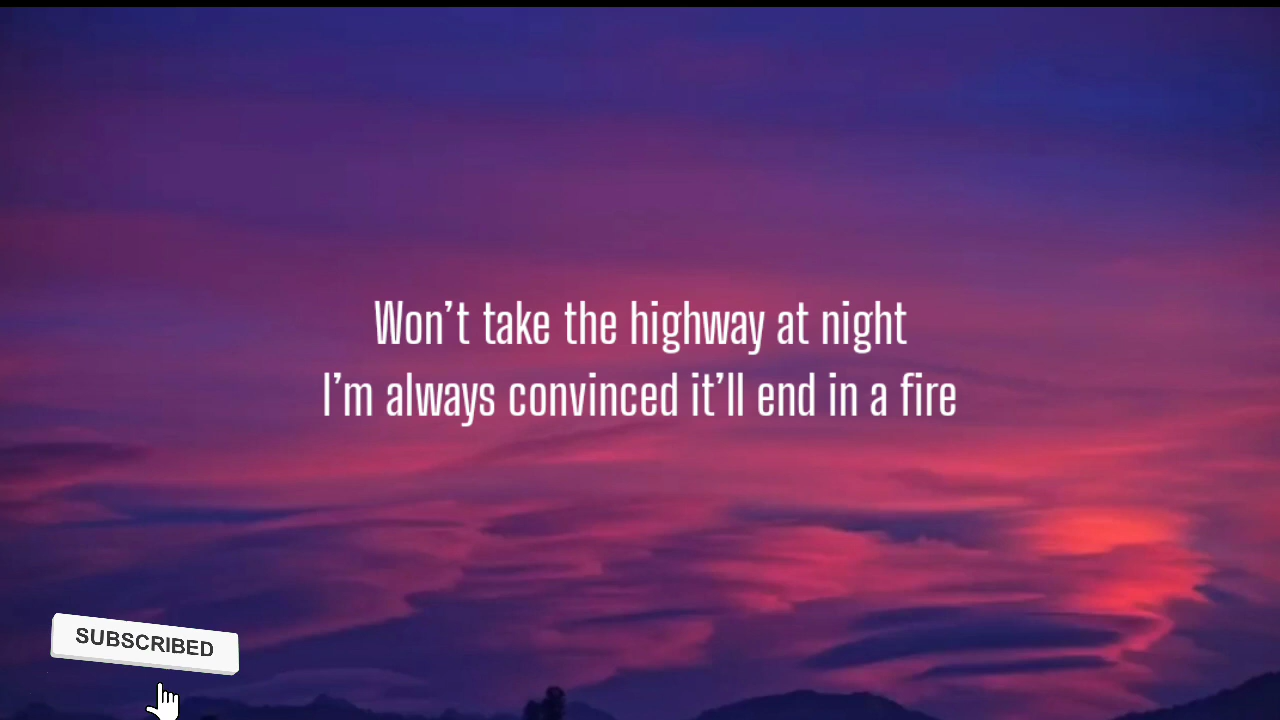 Won’t take the highway at night
I’m always convinced it’ll end in a fire
SUBSCRIBED